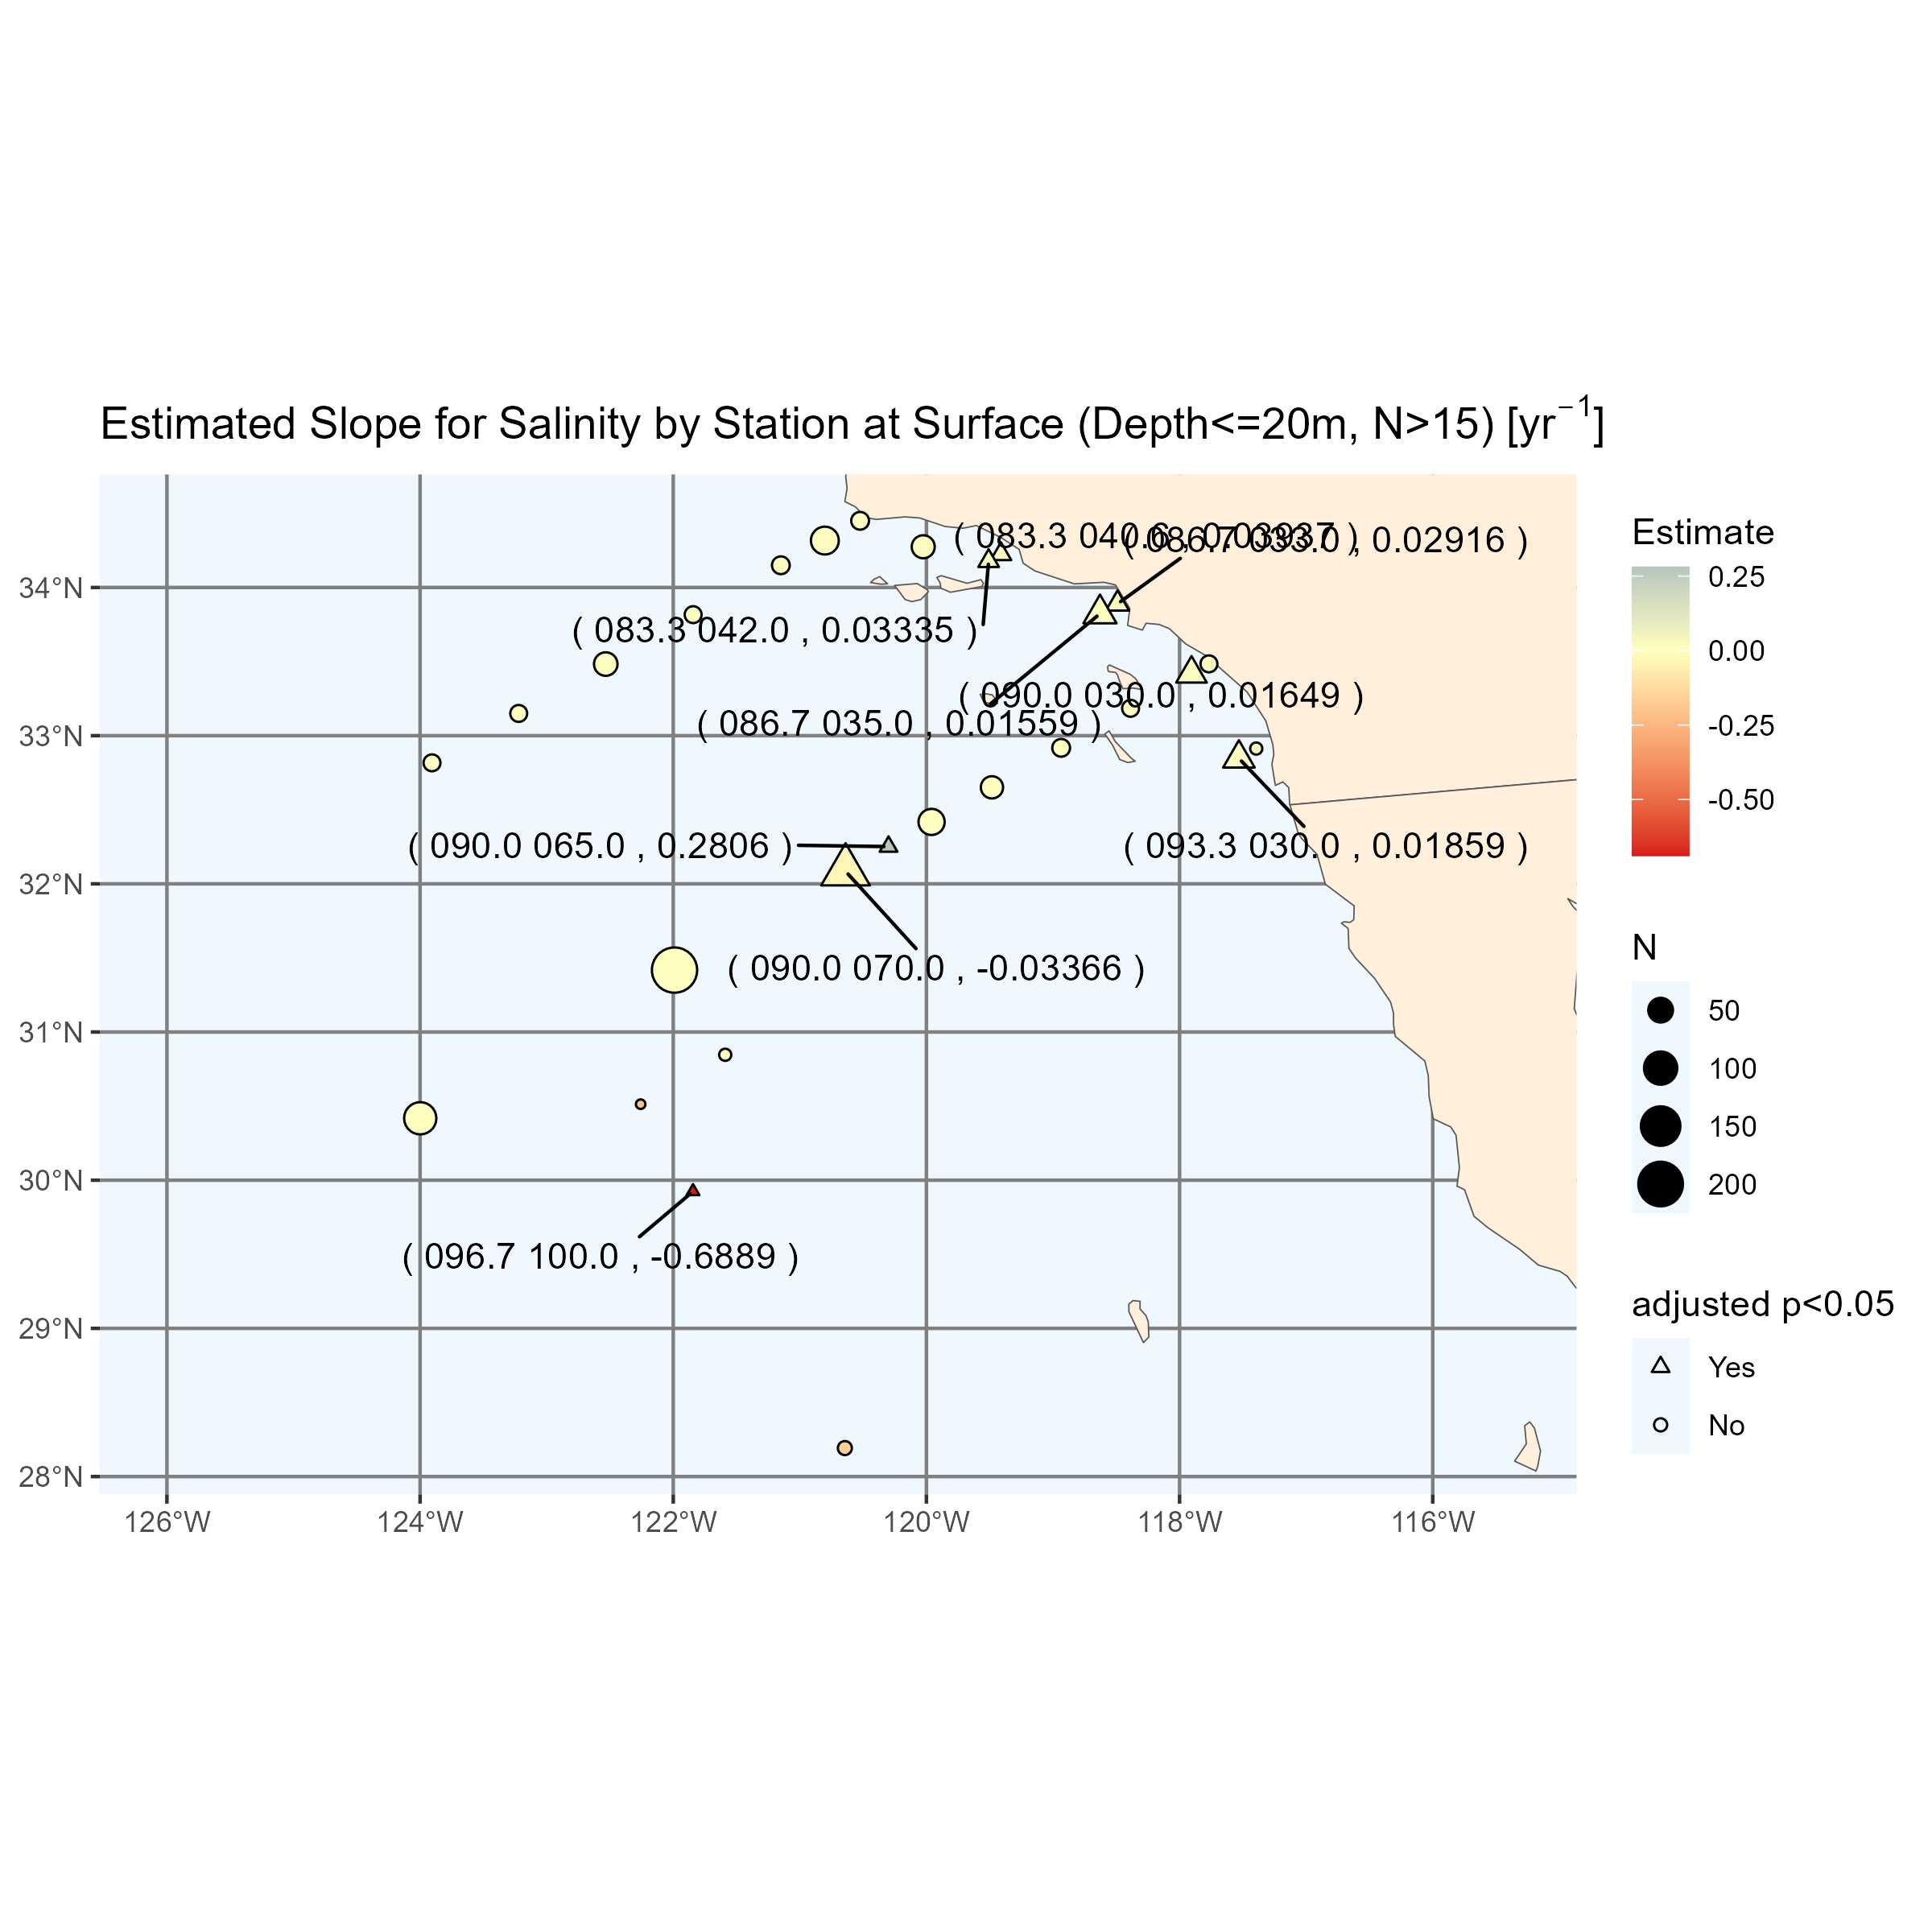 Estimated Slope for Salinity by Station at Surface (Depth<=20m, N>15) [yr⁻¹]
( 083.3 040.6 , 0.03937 )
( 086.7 033.0 , 0.02916 )
( 083.3 042.0 , 0.03335 )
( 090.0 030.0 , 0.01649 )
( 086.7 035.0 , 0.01559 )
( 090.0 065.0 , 0.2806 )
( 093.3 030.0 , 0.01859 )
( 090.0 070.0 , -0.03366 )
( 096.7 100.0 , -0.6889 )
34°N
33°N
32°N
31°N
30°N
29°N
28°N
126°W
124°W
122°W
120°W
118°W
116°W
Estimate
0.25
0.00
-0.25
-0.50
N
50
100
150
200
adjusted p<0.05
Yes
No